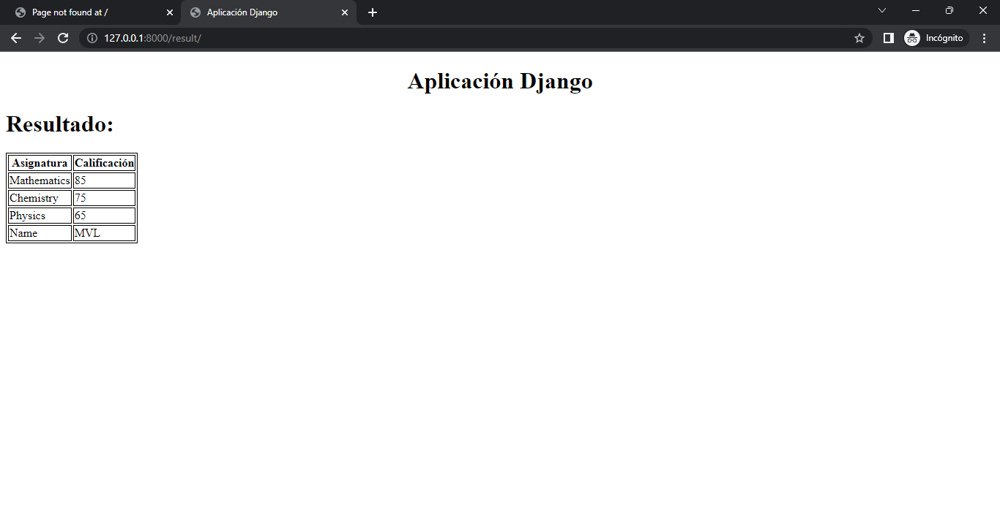 Page not found at /
Aplicación Django
127.0.0.1:8000/result/
Incógnito
Aplicación Django
Resultado:
Asignatura Calificación
Mathematics 85
Chemistry 75
Physics 65
Name MVL